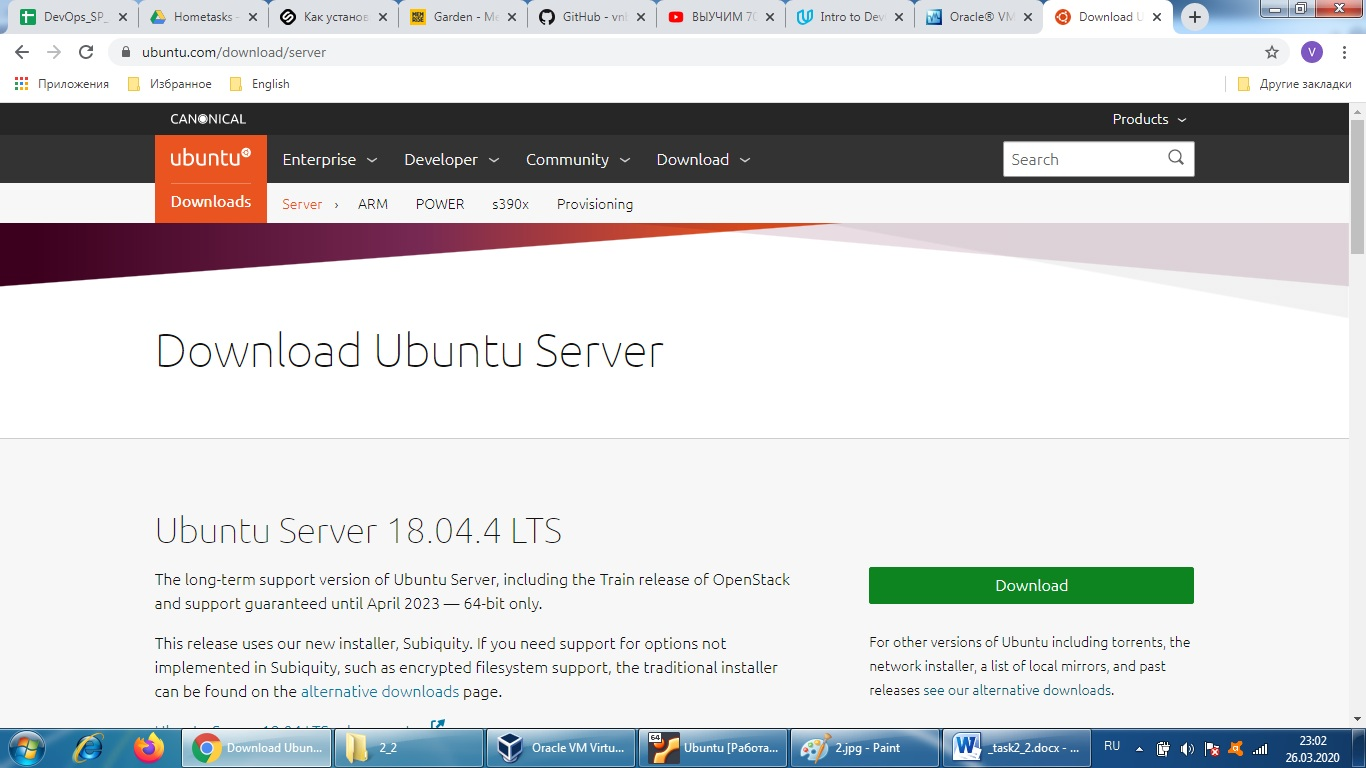 DevOps_SP_ Hometasks - Как установ Garden - Me GitHub - vnl ВЫУЧИМ 70 Intro to Dev Oracle® VM Download U
ubuntu.com/download/server V
Приложения Избранное English Другие закладки
CANONICAL Products
ubuntu Enterprise Developer Community Download Search
Downloads Server › ARM POWER s390x Provisioning
Download Ubuntu Server
Ubuntu Server 18.04.4 LTS
The long-term support version of Ubuntu Server, including the Train release of OpenStack
and support guaranteed until April 2023 — 64-bit only.
Download
This release uses our new installer, Subiquity. If you need support for options not
implemented in Subiquity, such as encrypted filesystem support, the traditional installer
can be found on the alternative downloads page.
For other versions of Ubuntu including torrents, the
network installer, a list of local mirrors, and past
releases see our alternative downloads.
Download Ubun... 2_2 Oracle VM Virtu... 64 Ubuntu [Работа... 2.jpg - Paint _task2_2.docx - ... RU 23:02
26.03.2020